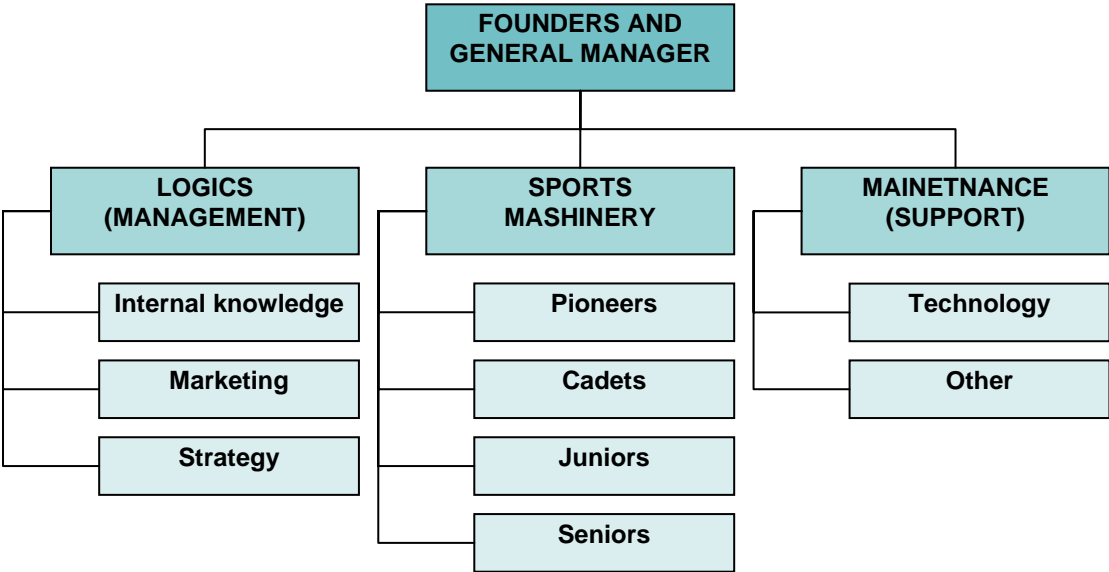 FOUNDERS AND
GENERAL MANAGER
LOGICS
(MANAGEMENT)
Internal knowledge
Marketing
Strategy
SPORTS
MASHINERY
Pioneers
Cadets
Juniors
Seniors
MAINETNANCE
(SUPPORT)
Technology
Other